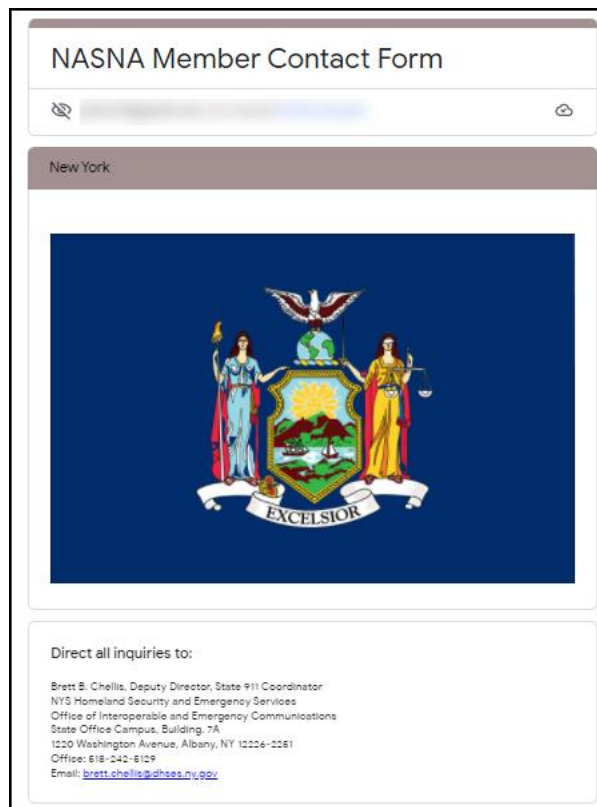 NASNA Member Contact Form
New York
EXCELSIOR
Direct all inquiries to:
Brett B. Chellis, Deputy Director, State 911 Coordinator
NYS Homeland Security and Emergency Services
Office of Interoperable and Emergency Communications
State Office Campus, Building. 7A
1220 Washington Avenue, Albany, NY 12226-2251
Office: 518-242-5129
Email: brett.chellis@dhses.ny.gov